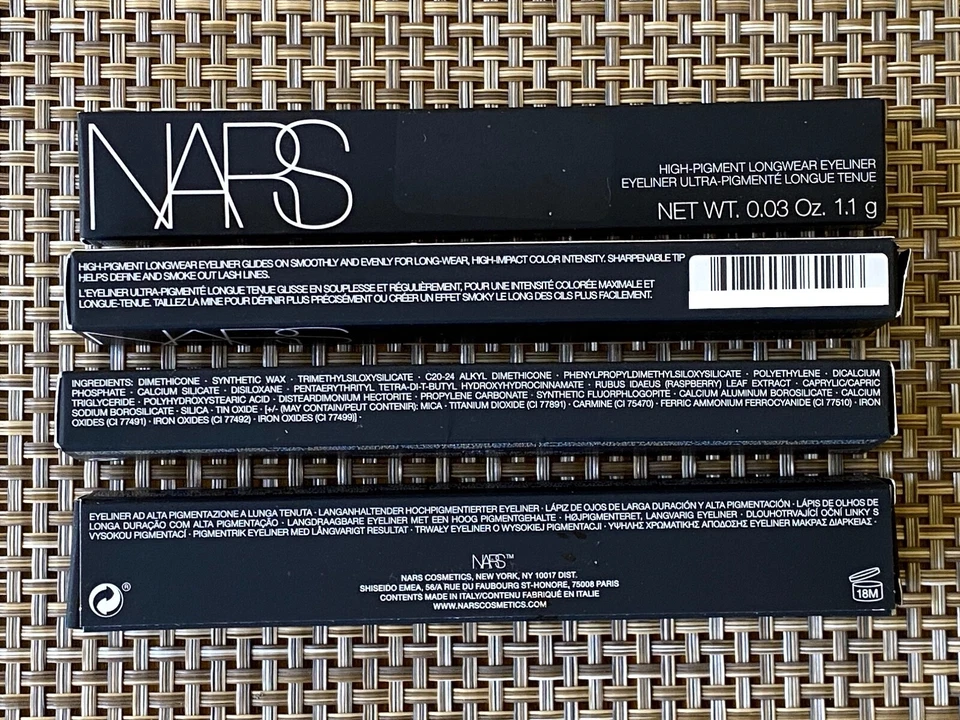 NARS
HIGH-PIGMENT LONGWEAR EYELINER
EYELINER ULTRA-PIGMENTÉ LONGUE TENUE
NET WT. 0.03 Oz. 1.1 g
HIGH-PIGMENT LONGWEAR EYELINER GLIDES ON SMOOTHLY AND EVENLY FOR LONG-WEAR, HIGH-IMPACT COLOR INTENSITY. SHARPENABLE TIP
HELPS DEFINE AND SMOKE OUT LASH LINES.
L'EYELINER ULTRA-PIGMENTÉ LONGUE TENUE GLISSE EN SOUPLESSE ET RÉGULIÈREMENT, POUR UNE INTENSITÉ COLORÉE MAXIMALE ET
LONGUE-TENUE. TAILLEZ LA MINE POUR DÉFINIR PLUS PRÉCISÉMENT OU CRÉER UN EFFET SMOKY LE LONG DES CILS PLUS FACILEMENT.
NARS
INGREDIENTS: DIMETHICONE · SYNTHETIC WAX · TRIMETHYLSILOXYSILICATE · C20-24 ALKYL DIMETHICONE · PHENYLPROPYLDIMETHYLSILOXYSILICATE · POLYETHYLENE · DICALCIUM
PHOSPHATE · CALCIUM SILICATE · DISILOXANE · PENTAERYTHRITYL TETRA-DI-T-BUTYL HYDROXYHYDROCINNAMATE · RUBUS IDAEUS (RASPBERRY) LEAF EXTRACT · CAPRYLIC/CAPRIC
TRIGLYCERIDE · POLYHYDROXYSTEARIC ACID · DISTEARDIMONIUM HECTORITE · PROPYLENE CARBONATE · SYNTHETIC FLUORPHLOGOPITE · CALCIUM ALUMINUM BOROSILICATE · CALCIUM
SODIUM BOROSILICATE · SILICA · TIN OXIDE · [+/- (MAY CONTAIN/PEUT CONTENIR): MICA · TITANIUM DIOXIDE (CI 77891) · CARMINE (CI 75470) · FERRIC AMMONIUM FERROCYANIDE (CI 77510) · IRON
OXIDES (CI 77491) · IRON OXIDES (CI 77492) · IRON OXIDES (CI 77499)] ·
EYELINER AD ALTA PIGMENTAZIONE A LUNGA TENUTA · LANGANHALTENDER HOCHPIGMENTIERTER EYELINER · LÁPIZ DE OJOS DE LARGA DURACIÓN Y ALTA PIGMENTACIÓN · LÁPIS DE OLHOS DE
LONGA DURAÇÃO COM ALTA PIGMENTAÇÃO · LANGDRAAGBARE EYELINER MET EEN HOOG PIGMENTGEHALTE · HØJPIGMENTERET, LANGVARIG EYELINER · DLOUHOTRVAJÍCÍ OČNÍ LINKY S
VYSOKOU PIGMENTACÍ · PIGMENTRIK EYELINER MED LÅNGVARIGT RESULTAT · TRWAŁY EYELINER O WYSOKIEJ PIGMENTACJI · ΥΨΗΛΗΣ ΧΡΩΜΑΤΙΚΗΣ ΑΠΟΔΟΣΗΣ EYELINER ΜΑΚΡΑΣ ΔΙΑΡΚΕΙΑΣ ·
NARS™
NARS COSMETICS, NEW YORK, NY 10017 DIST.
SHISEIDO EMEA, 56/A RUE DU FAUBOURG ST-HONORE, 75008 PARIS
CONTENTS MADE IN ITALY/CONTENU FABRIQUÉ EN ITALIE
WWW.NARSCOSMETICS.COM
®
18M